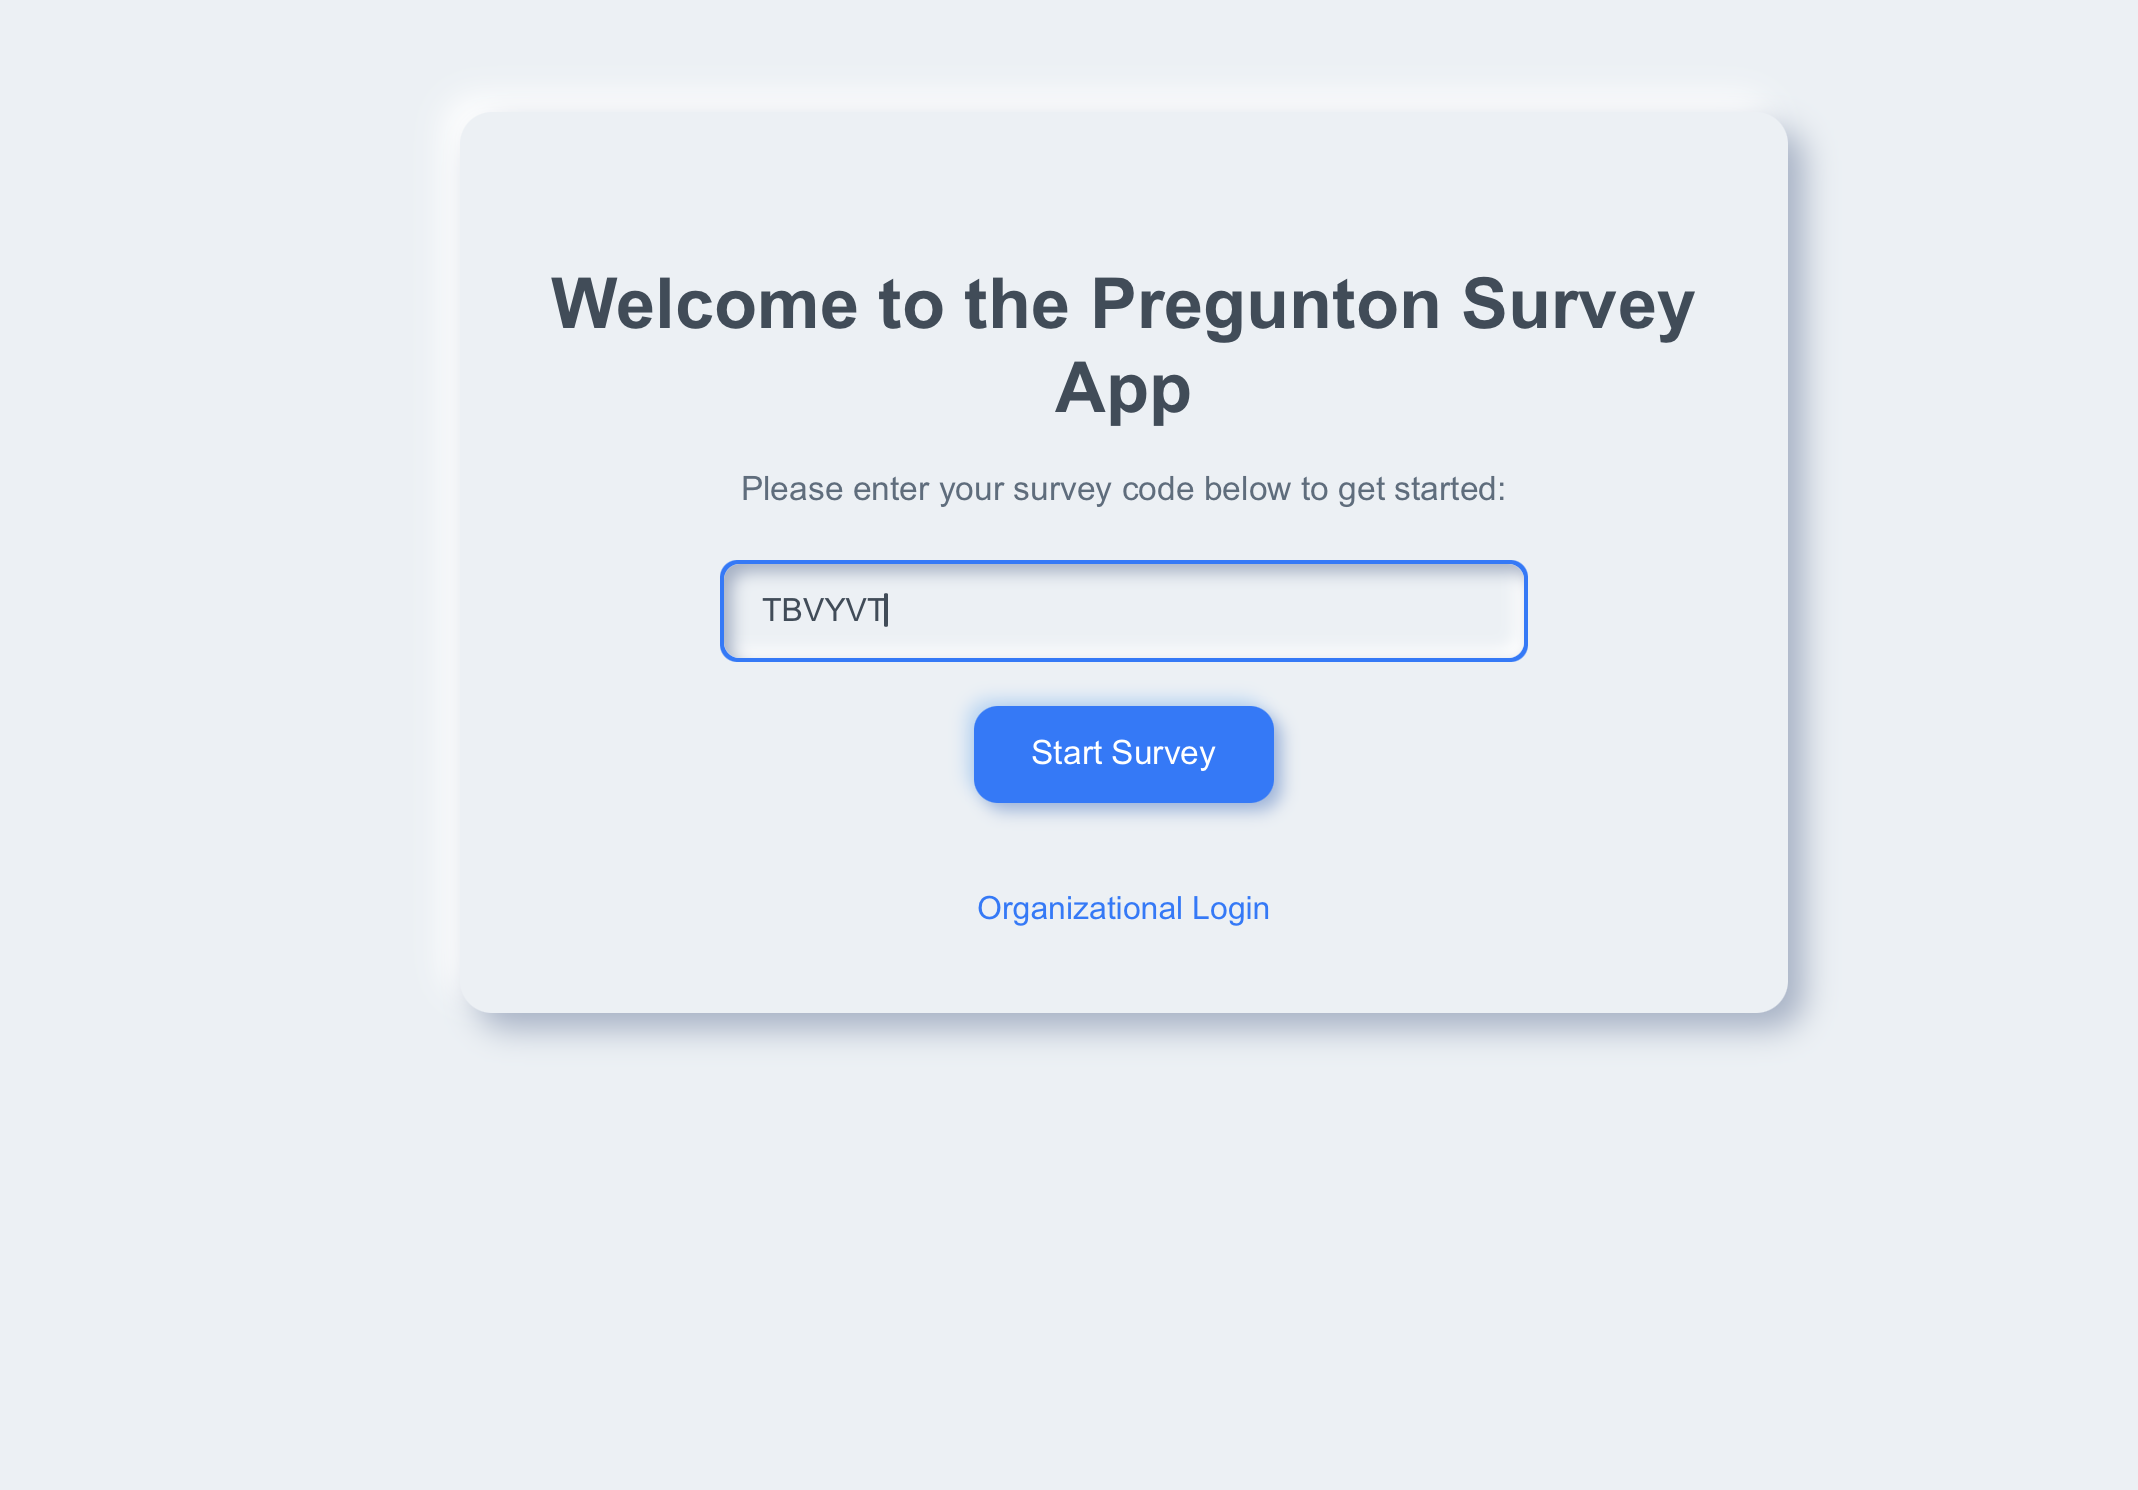 Welcome to the Pregunton Survey
App
Please enter your survey code below to get started:
TBVYVT
Start Survey
Organizational Login